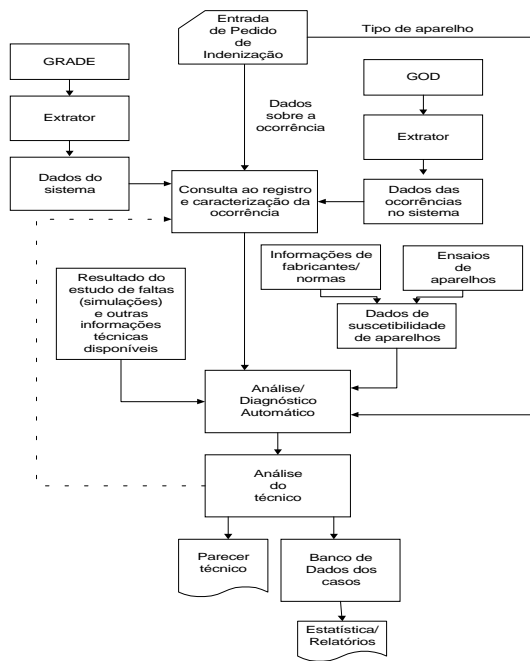 Entrada
de Pedido
de
Indenização
Tipo de aparelho
GRADE
GOD
Dados
sobre a
ocorrência
Extrator
Extrator
Dados do
sistema
Consulta ao registro
e caracterização da
ocorrência
Dados das
ocorrências
no sistema
Resultado do
estudo de faltas
(simulações)
e outras
informações
técnicas
disponíveis
Informações de
fabricantes/
normas
Ensaios
de
aparelhos
Dados de
suscetibilidade
de aparelhos
Análise/
Diagnóstico
Automático
Análise
do
técnico
Parecer
técnico
Banco de
Dados dos
casos
Estatística/
Relatórios